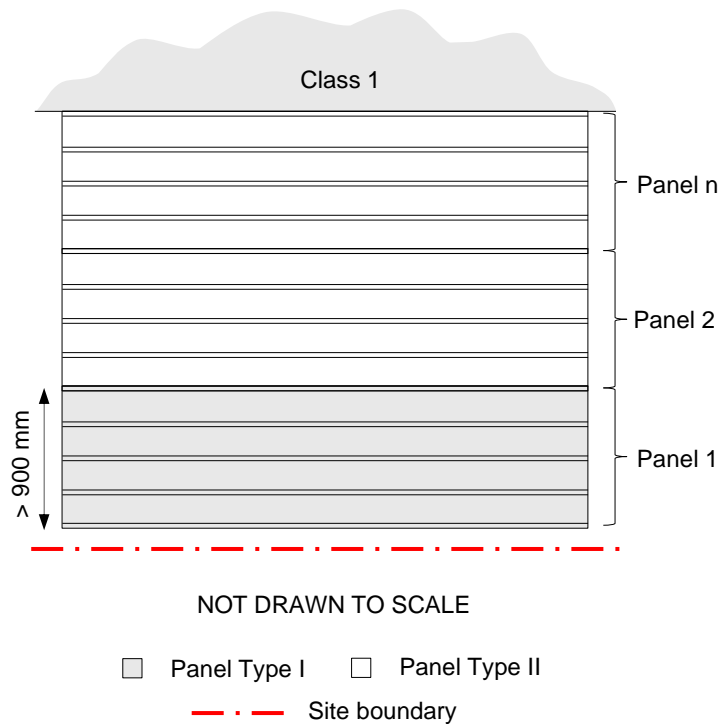 Class 1
Panel n
Panel 2
Panel 1
> 900 mm
NOT DRAWN TO SCALE
Panel Type I
Panel Type II
Site boundary